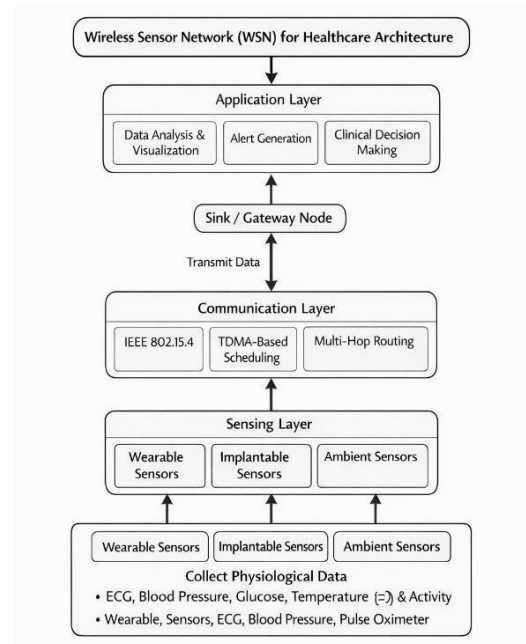 Wireless Sensor Network (WSN) for Healthcare Architecture
Application Layer
Data Analysis &
Visualization
Alert Generation
Clinical Decision
Making
Sink / Gateway Node
Transmit Data
Communication Layer
IEEE 802.15.4
TDMA-Based
Scheduling
Multi-Hop Routing
Sensing Layer
Wearable
Sensors
Implantable
Sensors
Ambient Sensors
Wearable Sensors
Implantable Sensors
Ambient Sensors
Collect Physiological Data
• ECG, Blood Pressure, Glucose, Temperature & Activity
• Wearable, Sensors, ECG, Blood Pressure, Pulse Oximeter